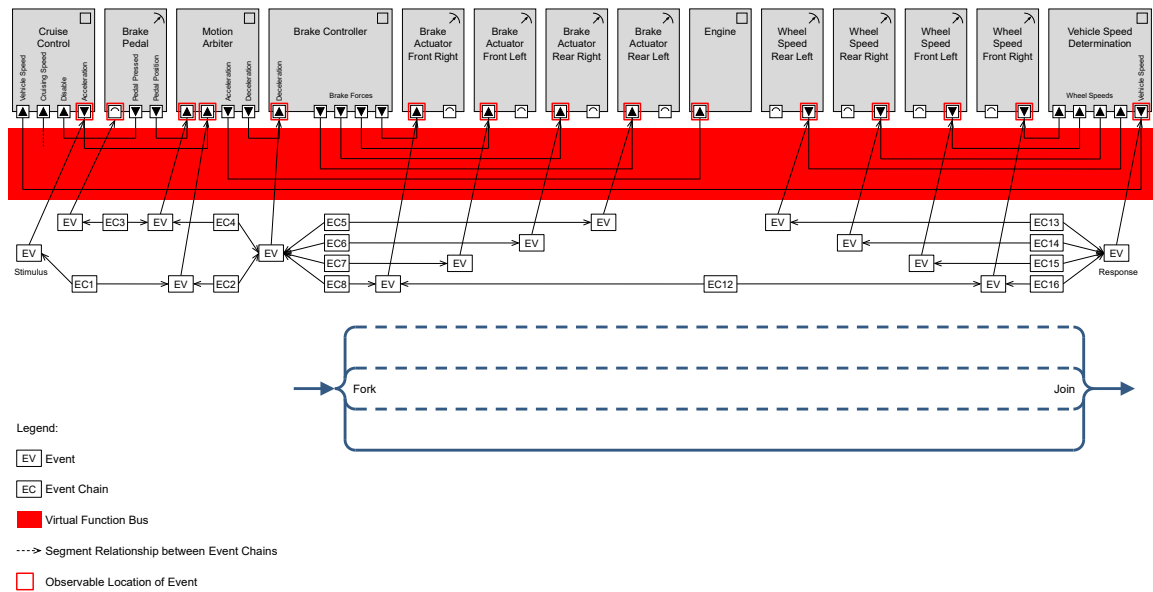 Cruise
Control
Brake
Pedal
Motion
Arbiter
Brake Controller
Brake
Actuator
Front Right
Brake
Actuator
Front Left
Brake
Actuator
Rear Right
Brake
Actuator
Rear Left
Engine
Wheel
Speed
Rear Left
Wheel
Speed
Rear Right
Wheel
Speed
Front Left
Wheel
Speed
Front Right
Vehicle Speed
Determination
Vehicle Speed
Cruising Speed
Disable
Acceleration
Pedal Pressed
Pedal Position
Acceleration
Deceleration
Deceleration
Brake Forces
Wheel Speeds
Vehicle Speed
EV
EC3
EV
EC4
EC5
EV
EV
EC13
EC6
EV
EV
EC14
EV
Stimulus
EV
EC7
EV
EV
EC15
EV
Response
EC1
EV
EC2
EC8
EV
EC12
EV
EC16
Fork
Join
Legend:
EV Event
EC Event Chain
Virtual Function Bus
Segment Relationship between Event Chains
Observable Location of Event